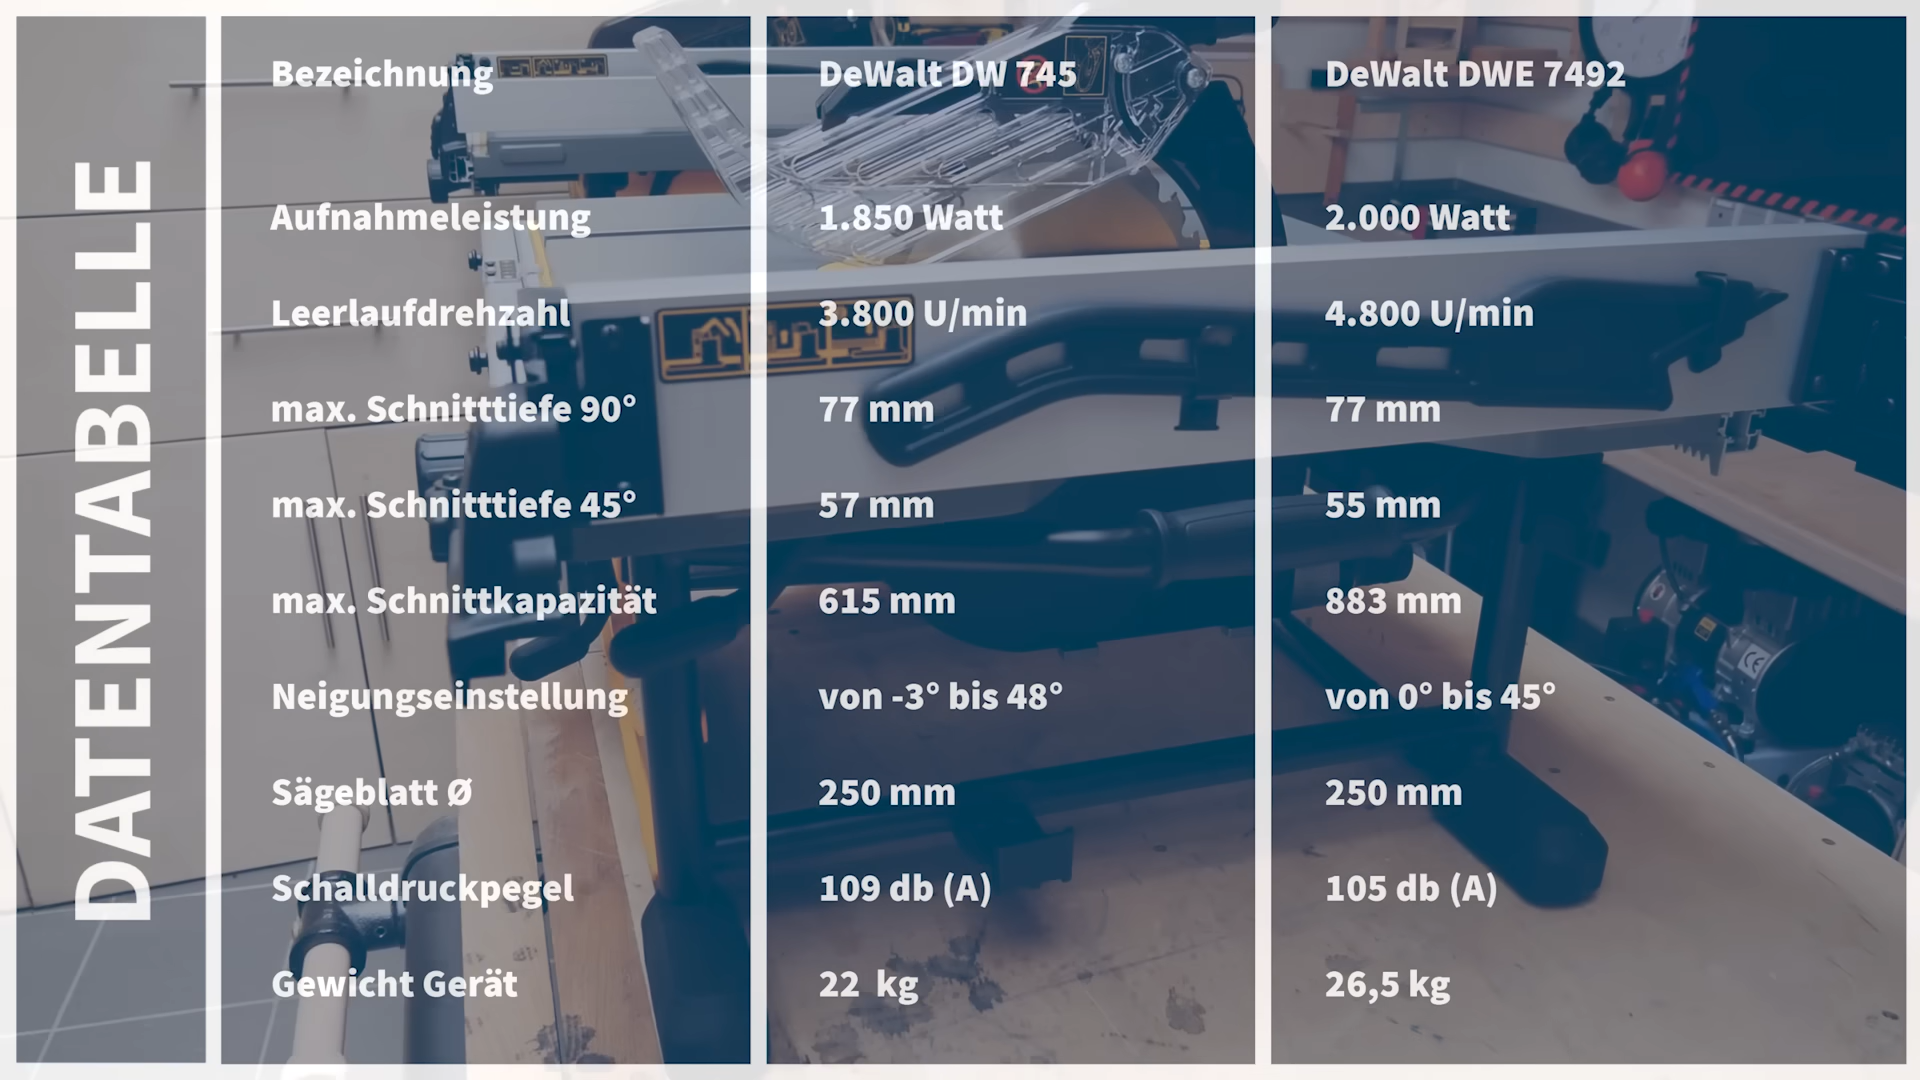 DATENTABELLE
Bezeichnung DeWalt DW 745 DeWalt DWE 7492
Aufnahmeleistung 1.850 Watt 2.000 Watt
Leerlaufdrehzahl 3.800 U/min 4.800 U/min
max. Schnitttiefe 90° 77 mm 77 mm
max. Schnitttiefe 45° 57 mm 55 mm
max. Schnittkapazität 615 mm 883 mm
Neigungseinstellung von -3° bis 48° von 0° bis 45°
Sägeblatt Ø 250 mm 250 mm
Schalldruckpegel 109 db (A) 105 db (A)
Gewicht Gerät 22 kg 26,5 kg
CE